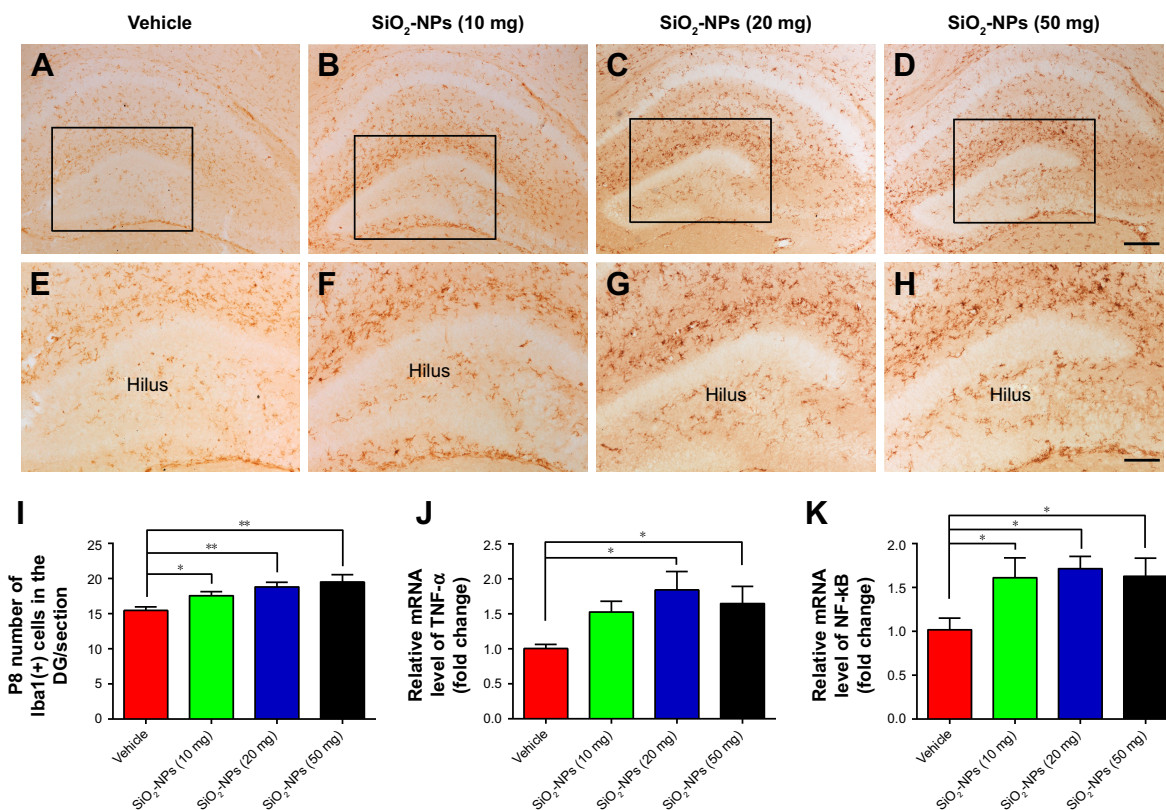 Vehicle
SiO₂-NPs (10 mg)
SiO₂-NPs (20 mg)
SiO₂-NPs (50 mg)
A
B
C
D
E
F
G
H
Hilus
Hilus
Hilus
Hilus
I
P8 number of
Iba1(+) cells in the
DG/section
25
20
15
10
5
0
**
**
*
Vehicle
SiO₂-NPs (10 mg)
SiO₂-NPs (20 mg)
SiO₂-NPs (50 mg)
J
Relative mRNA
level of TNF-α
(fold change)
2.5
2.0
1.5
1.0
0.5
0.0
*
*
Vehicle
SiO₂-NPs (10 mg)
SiO₂-NPs (20 mg)
SiO₂-NPs (50 mg)
K
Relative mRNA
level of NF-kB
(fold change)
2.0
1.5
1.0
0.5
0.0
*
*
*
Vehicle
SiO₂-NPs (10 mg)
SiO₂-NPs (20 mg)
SiO₂-NPs (50 mg)